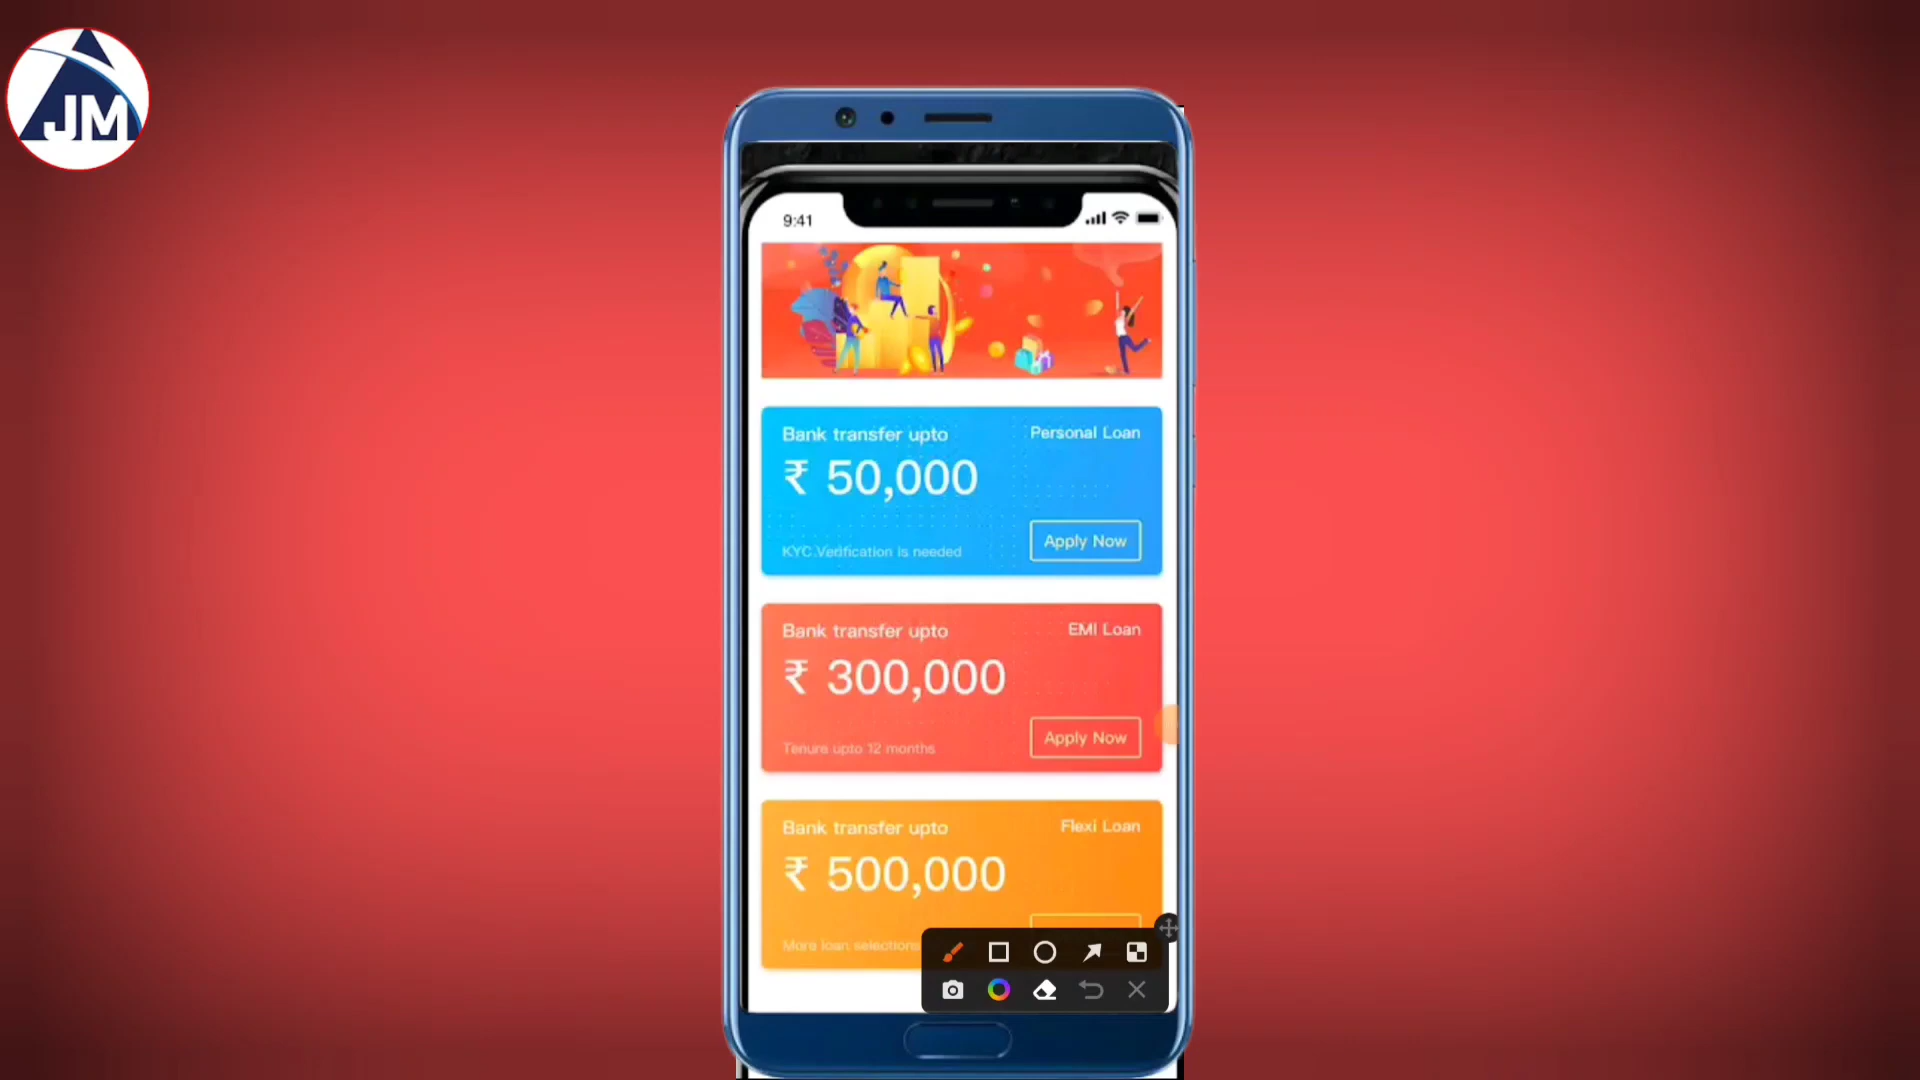 JM
9:41
Bank transfer upto
Personal Loan
₹ 50,000
KYC Verification is needed
Apply Now
Bank transfer upto
EMI Loan
₹ 300,000
Tenure upto 12 months
Apply Now
Bank transfer upto
Flexi Loan
₹ 500,000
More loan selections